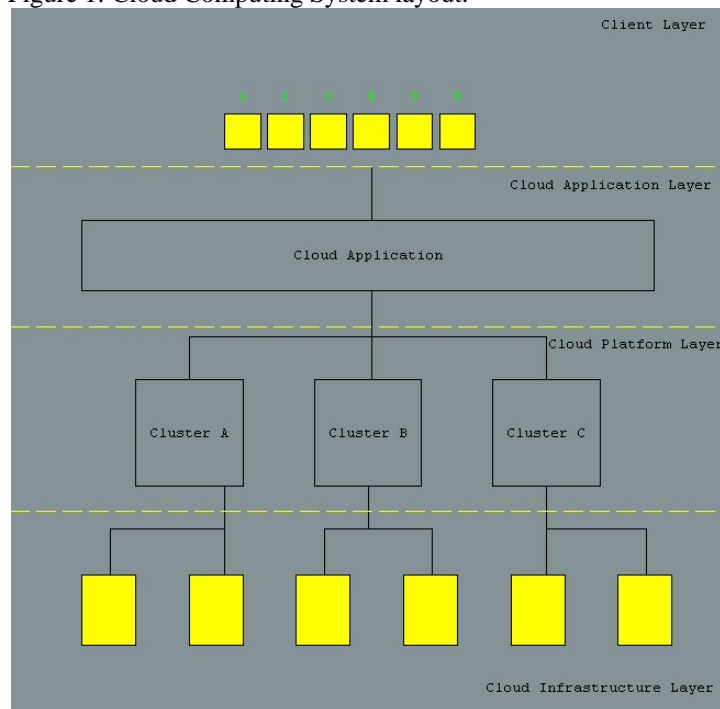 Figure 1: Cloud Computing System layout.
Client Layer
1 2 3 4 5 6
Cloud Application Layer
Cloud Application
Cloud Platform Layer
Cluster A Cluster B Cluster C
Cloud Infrastructure Layer